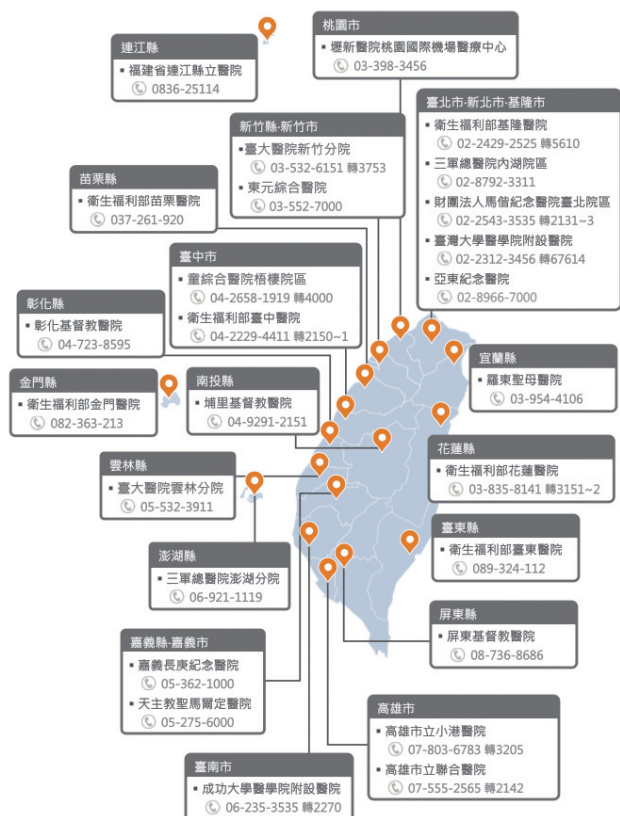 連江縣
▪ 福建省連江縣立醫院
0836-25114
桃園市
▪ 壢新醫院桃園國際機場醫療中心
03-398-3456
新竹縣·新竹市
▪ 臺大醫院新竹分院
03-532-6151 轉3753
▪ 東元綜合醫院
03-552-7000
臺北市·新北市·基隆市
▪ 衛生福利部基隆醫院
02-2429-2525 轉5610
▪ 三軍總醫院內湖院區
02-8792-3311
▪ 財團法人馬偕紀念醫院臺北院區
02-2543-3535 轉2131~3
▪ 臺灣大學醫學院附設醫院
02-2312-3456 轉67614
▪ 亞東紀念醫院
02-8966-7000
苗栗縣
▪ 衛生福利部苗栗醫院
037-261-920
臺中市
▪ 童綜合醫院梧棲院區
04-2658-1919 轉4000
▪ 衛生福利部臺中醫院
04-2229-4411 轉2150~1
彰化縣
▪ 彰化基督教醫院
04-723-8595
宜蘭縣
▪ 羅東聖母醫院
03-954-4106
金門縣
▪ 衛生福利部金門醫院
082-363-213
南投縣
▪ 埔里基督教醫院
04-9291-2151
花蓮縣
▪ 衛生福利部花蓮醫院
03-835-8141 轉3151~2
雲林縣
▪ 臺大醫院雲林分院
05-532-3911
臺東縣
▪ 衛生福利部臺東醫院
089-324-112
澎湖縣
▪ 三軍總醫院澎湖分院
06-921-1119
屏東縣
▪ 屏東基督教醫院
08-736-8686
嘉義縣·嘉義市
▪ 嘉義長庚紀念醫院
05-362-1000
▪ 天主教聖馬爾定醫院
05-275-6000
高雄市
▪ 高雄市立小港醫院
07-803-6783 轉3205
▪ 高雄市立聯合醫院
07-555-2565 轉2142
臺南市
▪ 成功大學醫學院附設醫院
06-235-3535 轉2270